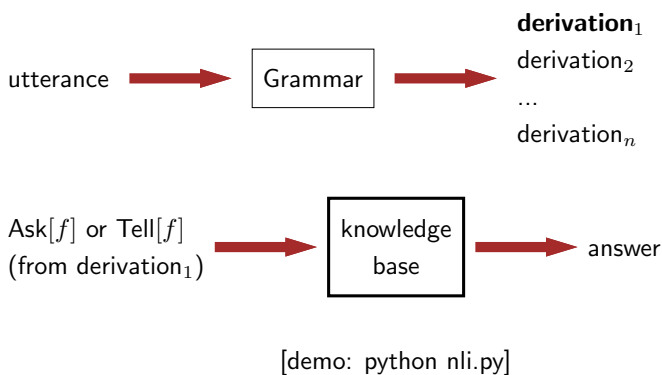 derivation₁
utterance
Grammar
derivation₂
...
derivationₙ
Ask[f] or Tell[f]
(from derivation₁)
knowledge
base
answer
[demo: python nli.py]